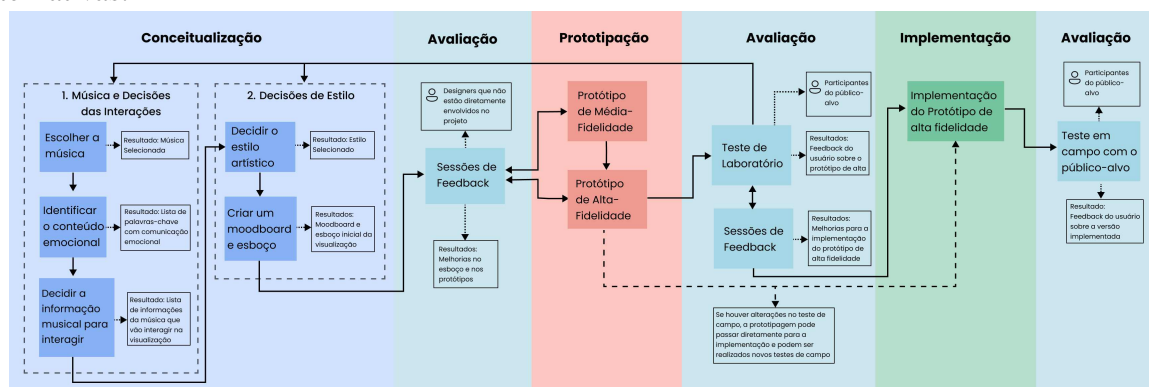 Conceitualização
Avaliação
Prototipação
Avaliação
Implementação
Avaliação
1. Música e Decisões
das Interações
Escolher a
música
Resultado: Música
Selecionada
Identificar
o conteúdo
emocional
Resultado: Lista de
palavras-chave
com comunicação
emocional
Decidir a
informação
musical para
interagir
Resultado: Lista
de informações
da música que
vão interagir na
visualização
2. Decisões de Estilo
Decidir o
estilo
artístico
Resultado: Estilo
Selecionado
Criar um
moodboard
e esboço
Resultados:
Moodboard e
esboço inicial da
visualização
Designers que não
estão diretamente
envolvidos no
projeto
Sessões de
Feedback
Resultados:
Melhorias no
esboço e nos
protótipos
Protótipo
de Média-
Fidelidade
Protótipo
de Alta-
Fidelidade
Participantes
do público-
alvo
Teste de
Laboratório
Resultados:
Feedback do
usuário sobre o
protótipo de alta
Sessões de
Feedback
Resultados:
Melhorias para a
implementação
do protótipo de
alta fidelidade
Se houver alterações no teste de
campo, a prototipagem pode
passar diretamente para a
implementação e podem ser
realizados novos testes de campo
Implementação
do Protótipo de
alta fidelidade
Participantes
do público-alvo
Teste em
campo com o
público-alvo
Resultado:
Feedback do usuário
sobre a versão
implementada